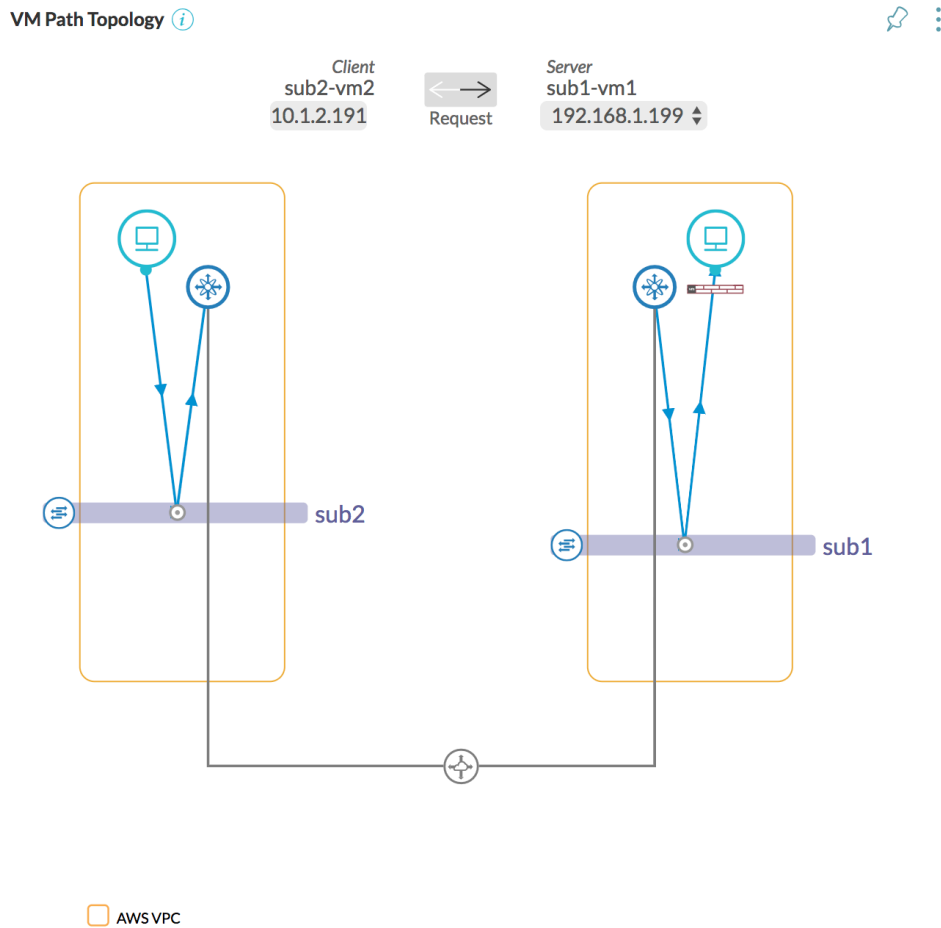 VM Path Topology i
Client
sub2-vm2
10.1.2.191
Request
Server
sub1-vm1
192.168.1.199
sub2
sub1
AWS VPC